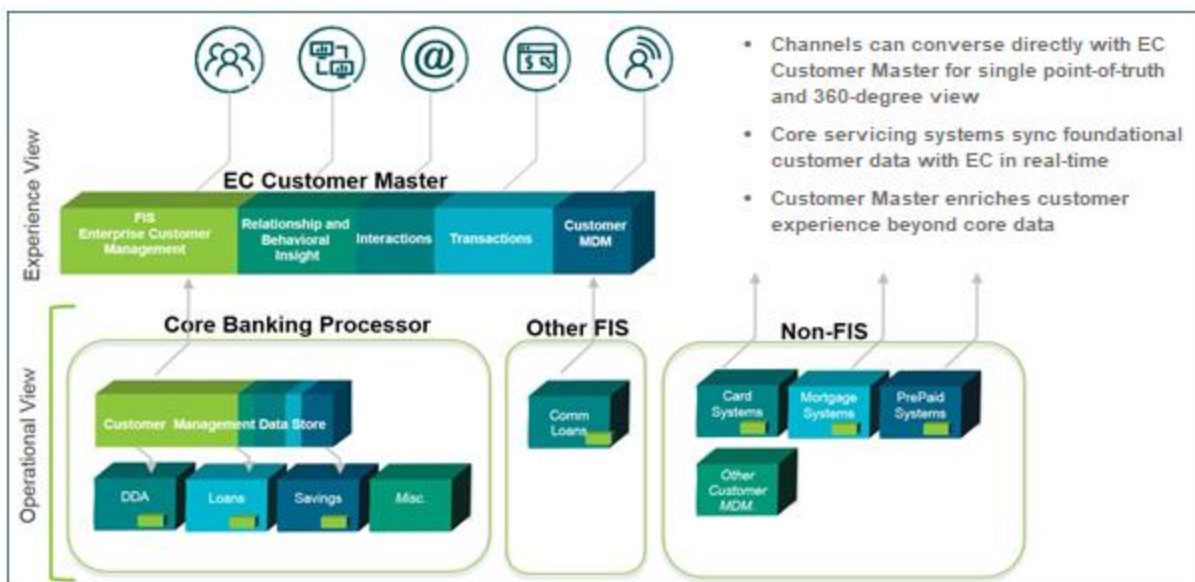 • Channels can converse directly with EC
Customer Master for single point-of-truth
and 360-degree view
• Core servicing systems sync foundational
customer data with EC in real-time
• Customer Master enriches customer
experience beyond core data
@
$
Experience View
EC Customer Master
FIS
Enterprise Customer
Management
Relationship and
Behavioral
Insight
Interactions
Transactions
Customer
MDM
Operational View
Core Banking Processor
Customer Management Data Store
DDA
Loans
Savings
Misc.
Other FIS
Comm
Loans
Non-FIS
Card
Systems
Mortgage
Systems
PrePaid
Systems
Other
Customer
MDM.